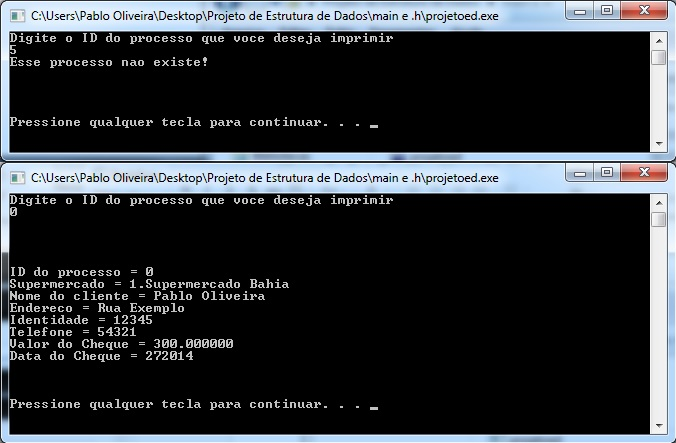 C:\Users\Pablo Oliveira\Desktop\Projeto de Estrutura de Dados\main e .h\projetoed.exe
Digite o ID do processo que voce deseja imprimir
5
Esse processo nao existe!
Pressione qualquer tecla para continuar. . . _
C:\Users\Pablo Oliveira\Desktop\Projeto de Estrutura de Dados\main e .h\projetoed.exe
Digite o ID do processo que voce deseja imprimir
0
ID do processo = 0
Supermercado = 1.Supermercado Bahia
Nome do cliente = Pablo Oliveira
Endereco = Rua Exemplo
Identidade = 12345
Telefone = 54321
Valor do Cheque = 300.000000
Data do Cheque = 272014
Pressione qualquer tecla para continuar. . . _